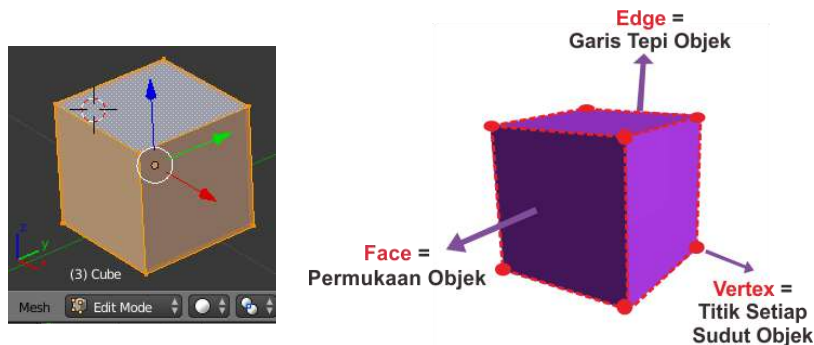 z
y
x
(3) Cube
Mesh Edit Mode
Edge =
Garis Tepi Objek
Face =
Permukaan Objek
Vertex =
Titik Setiap
Sudut Objek